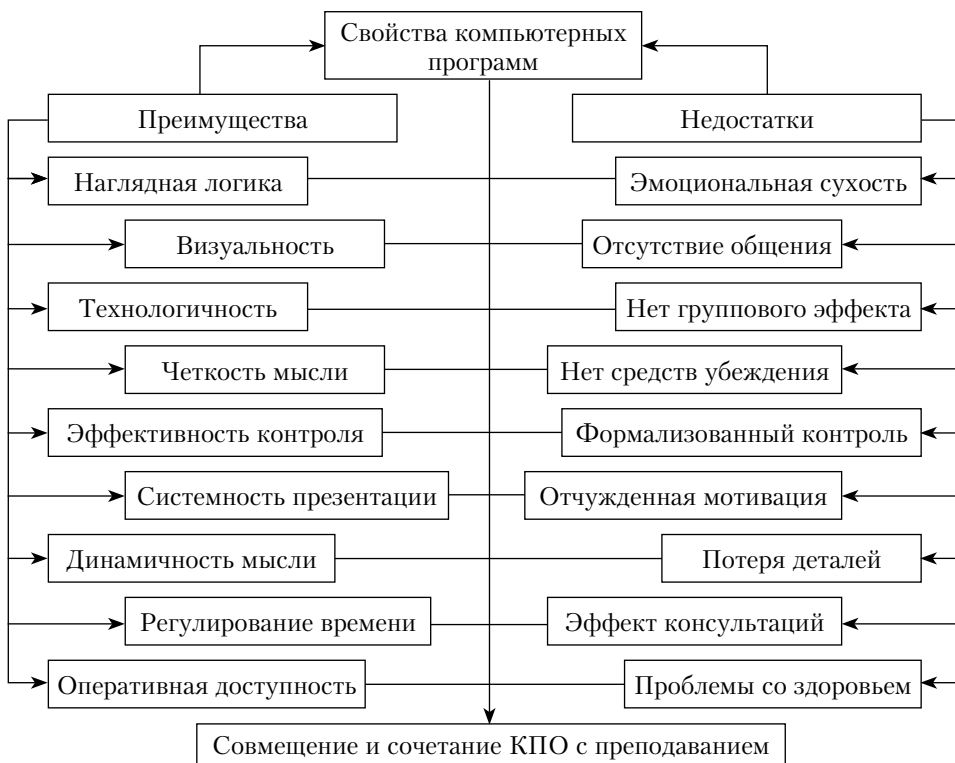 Свойства компьютерных
программ
Преимущества
Недостатки
Наглядная логика
Эмоциональная сухость
Визуальность
Отсутствие общения
Технологичность
Нет группового эффекта
Четкость мысли
Нет средств убеждения
Эффективность контроля
Формализованный контроль
Системность презентации
Отчужденная мотивация
Динамичность мысли
Потеря деталей
Регулирование времени
Эффект консультаций
Оперативная доступность
Проблемы со здоровьем
Совмещение и сочетание КПО с преподаванием